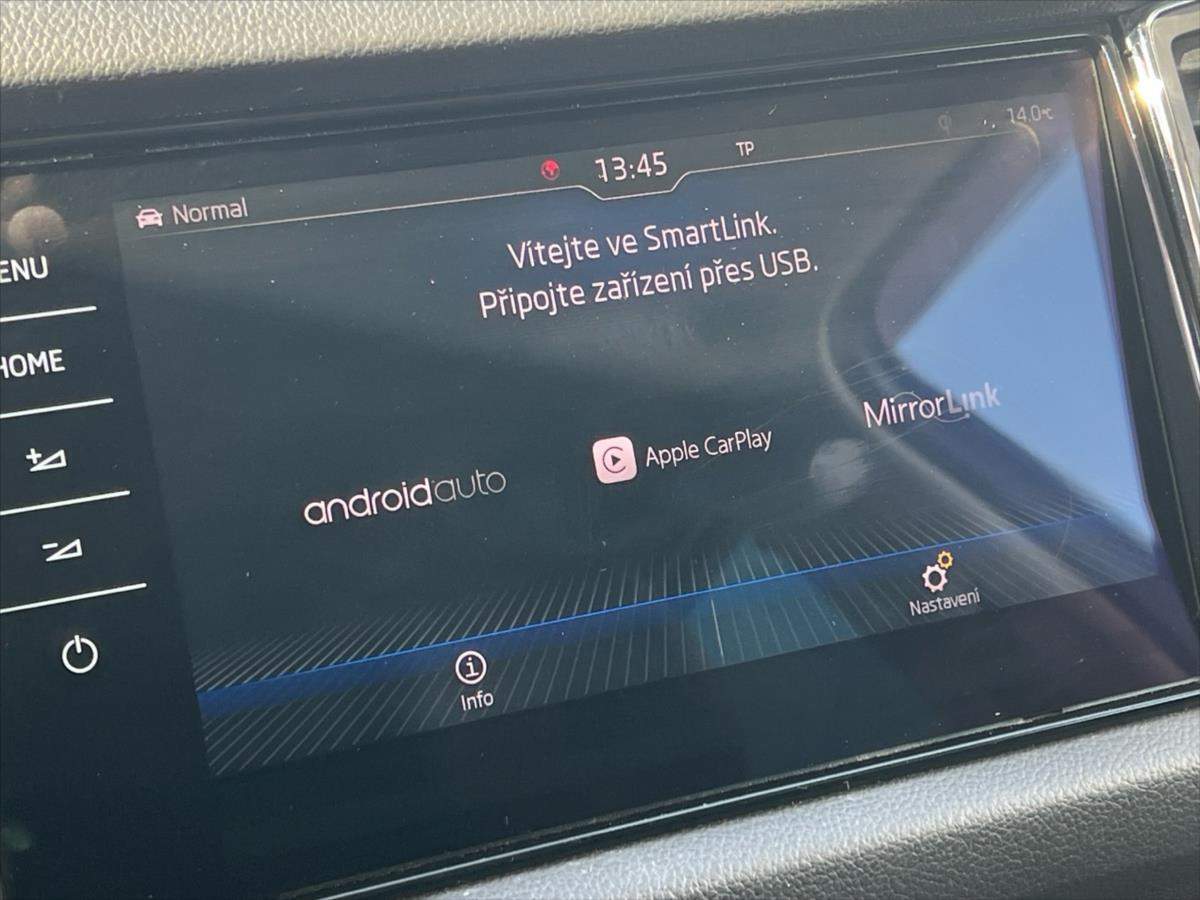 13:45
TP
14.0°C
Normal
ENU
HOME
Vítejte ve SmartLink.
Připojte zařízení přes USB.
androidauto
Apple CarPlay
MirrorLink
Info
Nastavení